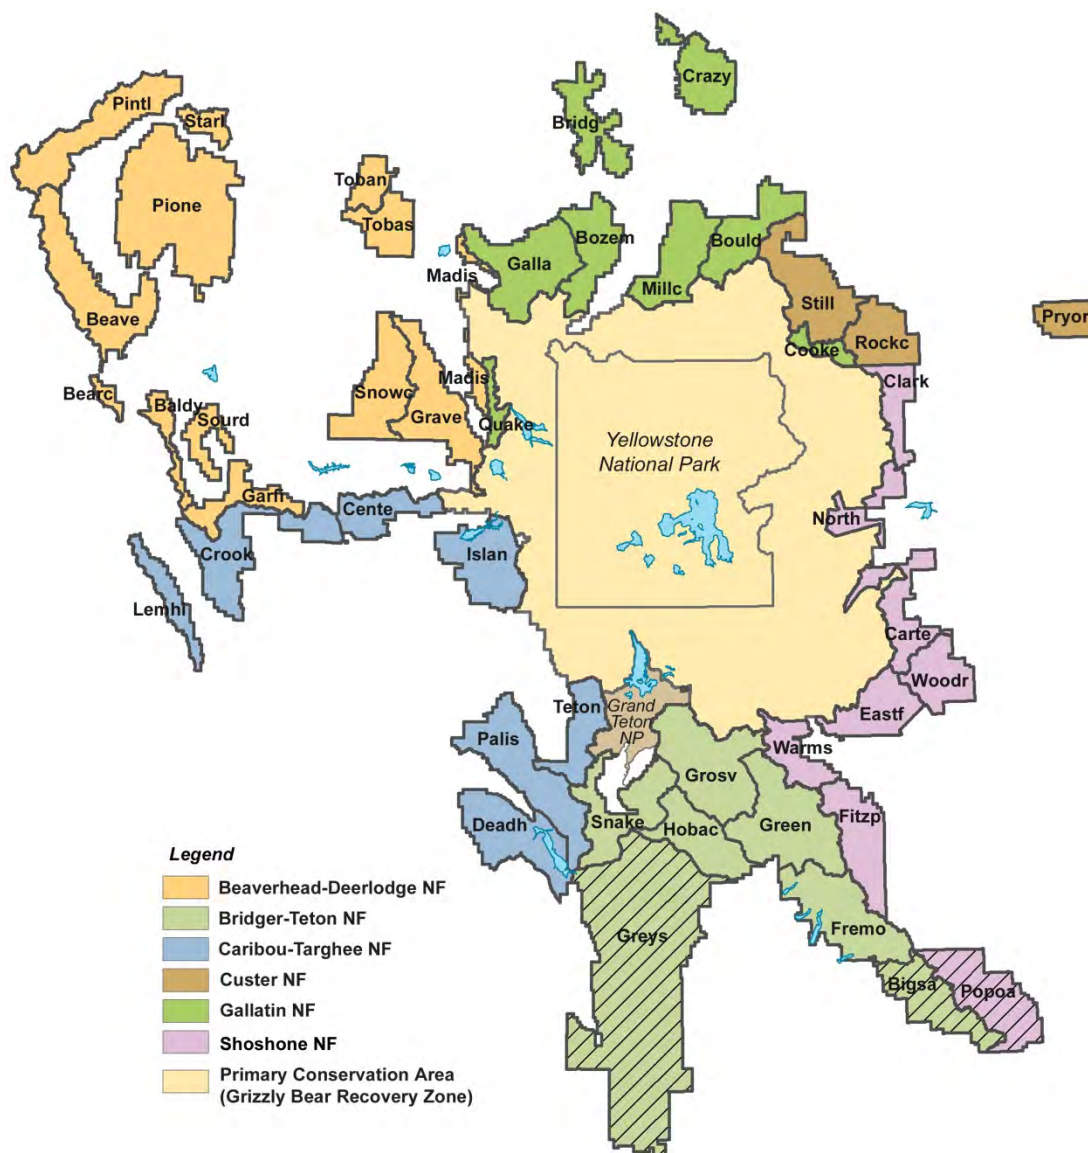 Crazy
Pintl
Starl
Bridg
Toban
Pione
Tobas
Bozem
Bould
Galla
Madis
Millc
Still
Beave
Pryor
Rockc
Cooke
Clark
Bearc
Snowc
Madis
Baldy
Grave
Sourd
Quake
Yellowstone
National Park
Garfi
Cente
North
Crook
Islan
Lemhi
Carte
Woodr
Teton
Grand
Teton
NP
Eastf
Palis
Warms
Grosv
Deadh
Snake
Hobac
Green
Fitzp
Greys
Fremo
Bigsa
Popoa
Legend
Beaverhead-Deerlodge NF
Bridger-Teton NF
Caribou-Targhee NF
Custer NF
Gallatin NF
Shoshone NF
Primary Conservation Area
(Grizzly Bear Recovery Zone)